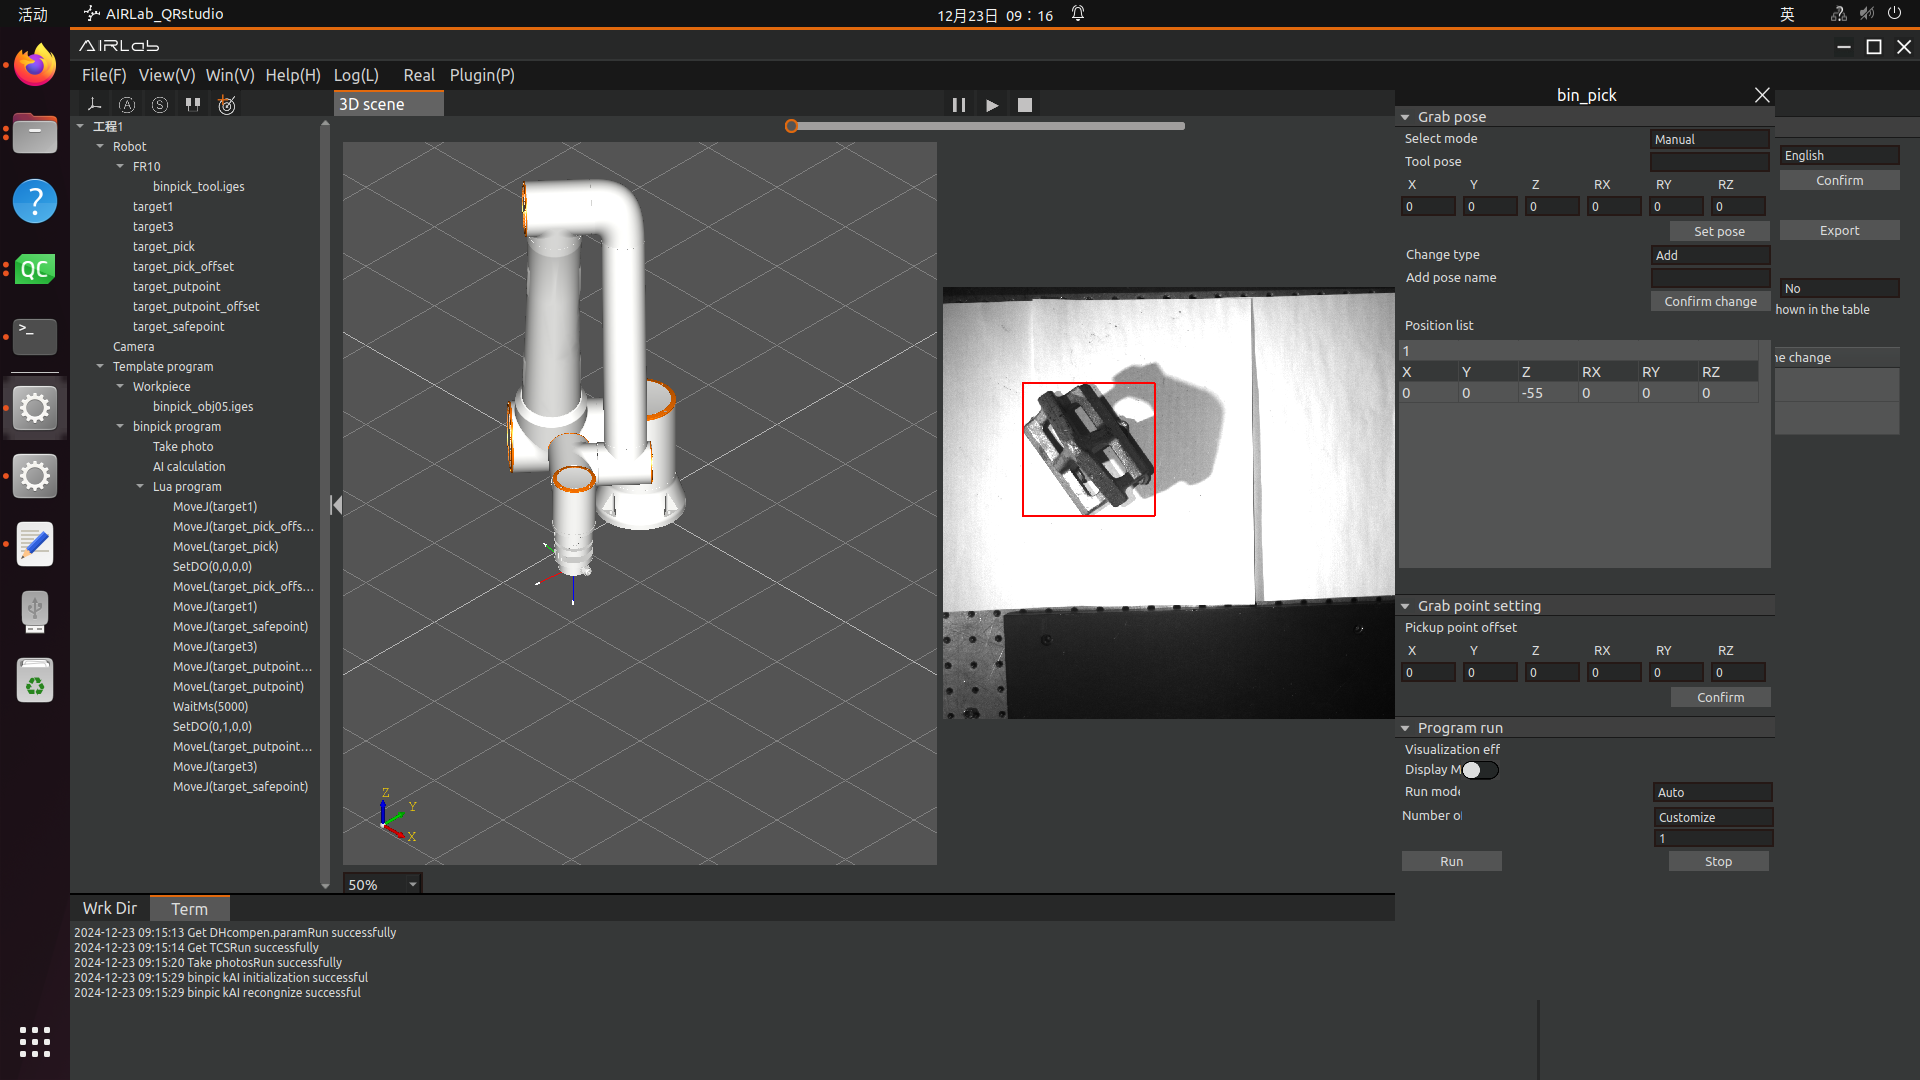 活动
AIRLab_QRstudio
12月23日 09：16
英
AIRLab
File(F) View(V) Win(V) Help(H) Log(L) Real Plugin(P)
3D scene
工程1
Robot
FR10
binpick_tool.iges
target1
target3
target_pick
target_pick_offset
target_putpoint
target_putpoint_offset
target_safepoint
Camera
Template program
Workpiece
binpick_obj05.iges
binpick program
Take photo
AI calculation
Lua program
MoveJ(target1)
MoveJ(target_pick_offs...
MoveL(target_pick)
SetDO(0,0,0,0)
MoveL(target_pick_offs...
MoveJ(target1)
MoveJ(target_safepoint)
MoveJ(target3)
MoveJ(target_putpoint...
MoveL(target_putpoint)
WaitMs(5000)
SetDO(0,1,0,0)
MoveL(target_putpoint...
MoveJ(target3)
MoveJ(target_safepoint)
Z
Y
X
50%
bin_pick
Grab pose
Select mode Manual
Tool pose
X Y Z RX RY RZ
0 0 0 0 0 0
Set pose
Change type Add
Add pose name
Confirm change
Position list
1
X Y Z RX RY RZ
0 0 -55 0 0 0
Grab point setting
Pickup point offset
X Y Z RX RY RZ
0 0 0 0 0 0
Confirm
Program run
Visualization eff
Display M
Run mode Auto
Number of Customize
1
Run Stop
English
Confirm
Export
No
hown in the table
ne change
Wrk Dir Term
2024-12-23 09:15:13 Get DHcompen.paramRun successfully
2024-12-23 09:15:14 Get TCSRun successfully
2024-12-23 09:15:20 Take photosRun successfully
2024-12-23 09:15:29 binpic kAI initialization successful
2024-12-23 09:15:29 binpic kAI recongnize successful